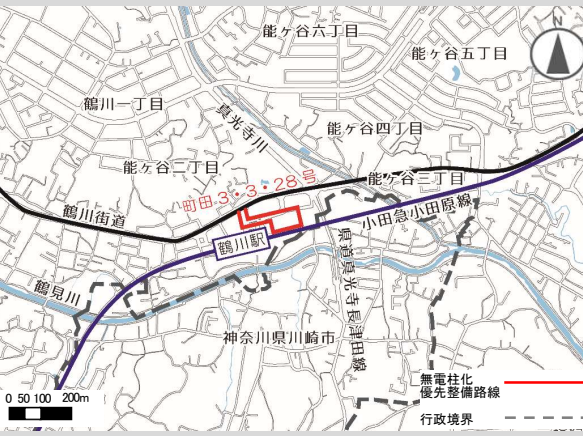 能ヶ谷六丁目
N
能ヶ谷五丁目
鶴川一丁目
真光寺川
能ヶ谷四丁目
能ヶ谷二丁目
町田3・3・28号
能ヶ谷三丁目
鶴川街道
小田急小田原線
鶴川駅
県道真光寺長津田線
鶴見川
神奈川県川崎市
0 50 100 200m
無電柱化
優先整備路線
行政境界